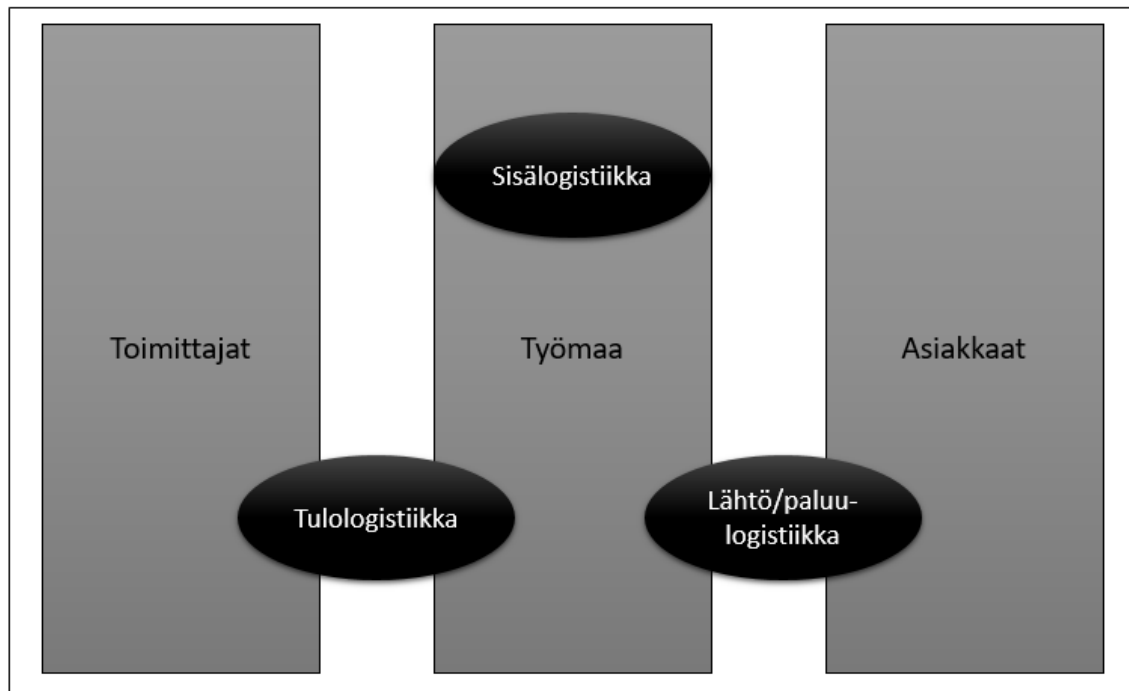 Sisälogistiikka
Toimittajat
Työmaa
Asiakkaat
Tulologistiikka
Lähtö/paluu-
logistiikka